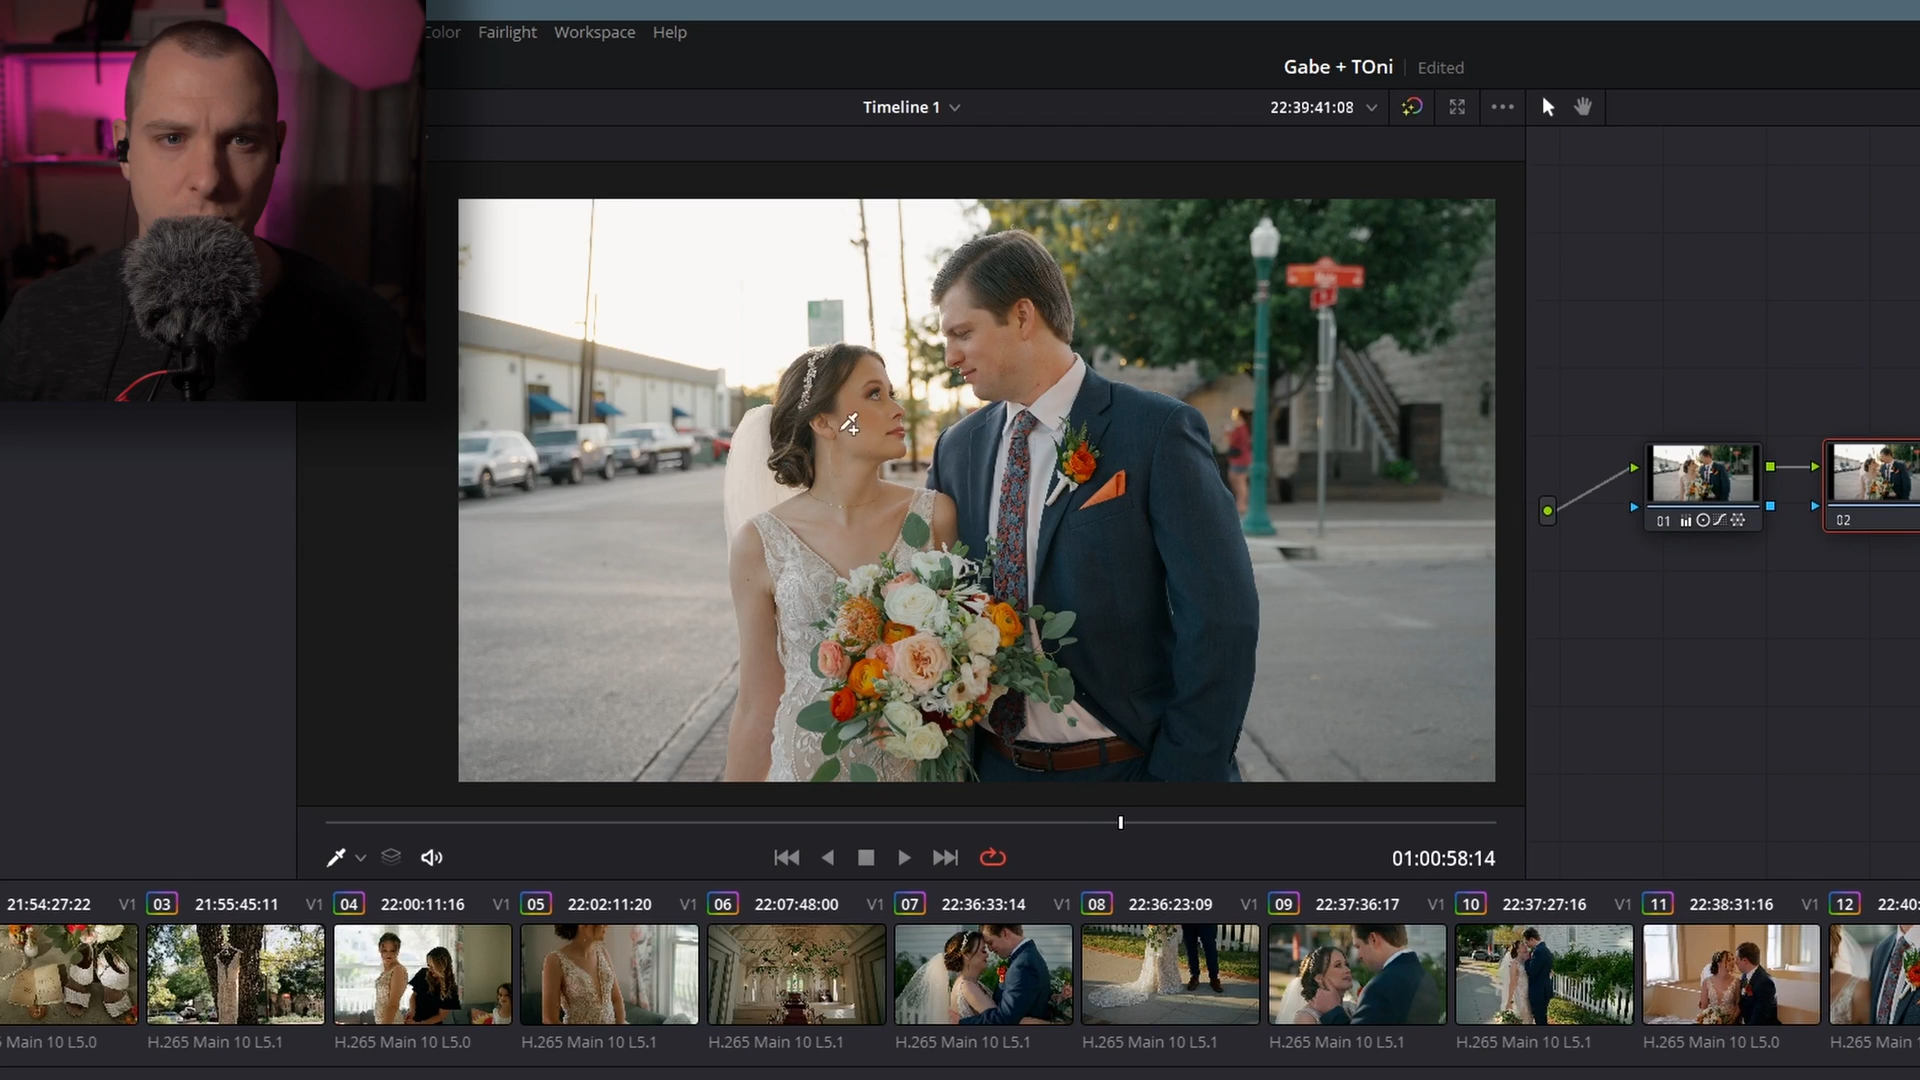 Color Fairlight Workspace Help
Gabe + TOni Edited
Timeline 1 22:39:41:08
01 02
01:00:58:14
21:54:27:22 V1 03 21:55:45:11 V1 04 22:00:11:16 V1 05 22:02:11:20 V1 06 22:07:48:00 V1 07 22:36:33:14 V1 08 22:36:23:09 V1 09 22:37:36:17 V1 10 22:37:27:16 V1 11 22:38:31:16 V1 12 22:40:
Main 10 L5.0 H.265 Main 10 L5.1 H.265 Main 10 L5.0 H.265 Main 10 L5.1 H.265 Main 10 L5.1 H.265 Main 10 L5.1 H.265 Main 10 L5.1 H.265 Main 10 L5.1 H.265 Main 10 L5.1 H.265 Main 10 L5.0 H.265 Main